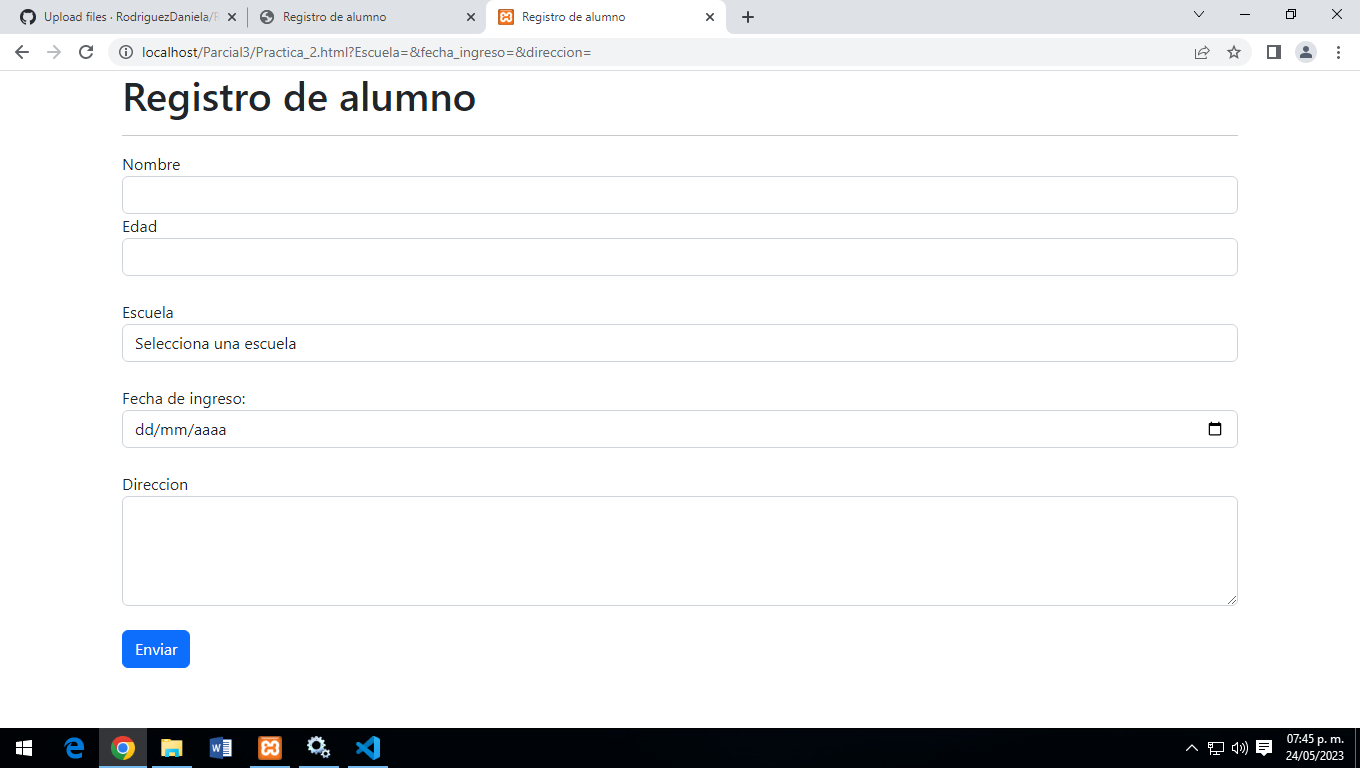 Upload files · RodriguezDaniela/
Registro de alumno
Registro de alumno
localhost/Parcial3/Practica_2.html?Escuela=&fecha_ingreso=&direccion=
Registro de alumno
Nombre
Edad
Escuela
Selecciona una escuela
Fecha de ingreso:
dd/mm/aaaa
Direccion
Enviar
07:45 p. m.
24/05/2023